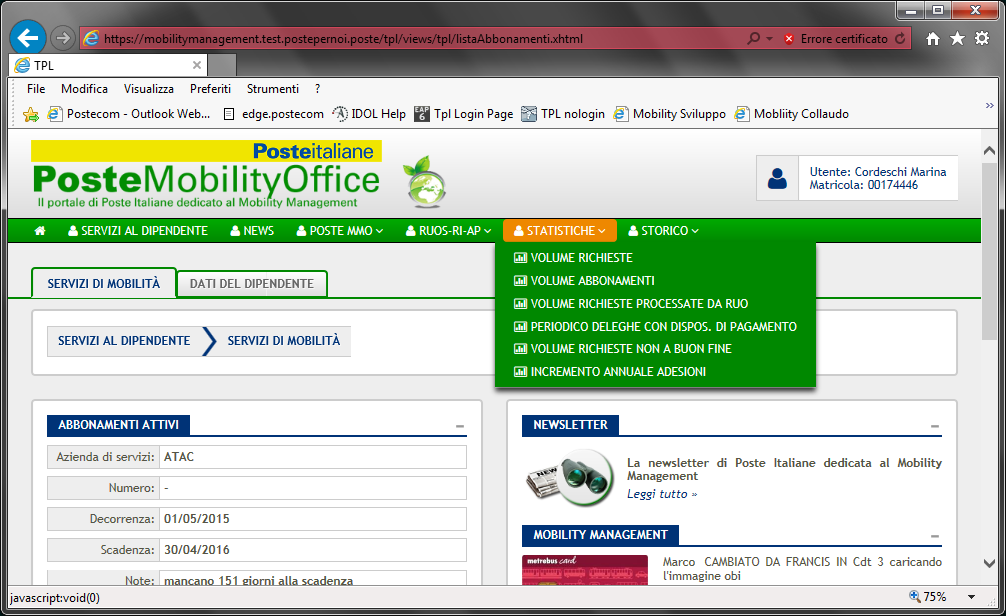 https://mobilitymanagement.test.postepernoi.poste/tpl/views/tpl/listaAbbonamenti.xhtml
Errore certificato
TPL
File Modifica Visualizza Preferiti Strumenti ?
Postecom - Outlook Web... edge.postecom IDOL Help EAP 6 Tpl Login Page TPL nologin Mobility Sviluppo Mobliity Collaudo
Posteitaliane
PosteMobilityOffice
Il portale di Poste Italiane dedicato al Mobility Management
Utente: Cordeschi Marina
Matricola: 00174446
SERVIZI AL DIPENDENTE NEWS POSTE MMO RUOS-RI-AP STATISTICHE STORICO
VOLUME RICHIESTE
VOLUME ABBONAMENTI
VOLUME RICHIESTE PROCESSATE DA RUO
PERIODICO DELEGHE CON DISPOS. DI PAGAMENTO
VOLUME RICHIESTE NON A BUON FINE
INCREMENTO ANNUALE ADESIONI
SERVIZI DI MOBILITÀ DATI DEL DIPENDENTE
SERVIZI AL DIPENDENTE SERVIZI DI MOBILITÀ
ABBONAMENTI ATTIVI
Azienda di servizi: ATAC
Numero: -
Decorrenza: 01/05/2015
Scadenza: 30/04/2016
Note: mancano 151 giorni alla scadenza
NEWSLETTER
NEWS
La newsletter di Poste Italiane dedicata al Mobility
Management
Leggi tutto »
MOBILITY MANAGEMENT
metrebus card
Marco CAMBIATO DA FRANCIS IN Cdt 3 caricando
l'immagine obi
javascript:void(0)
75%